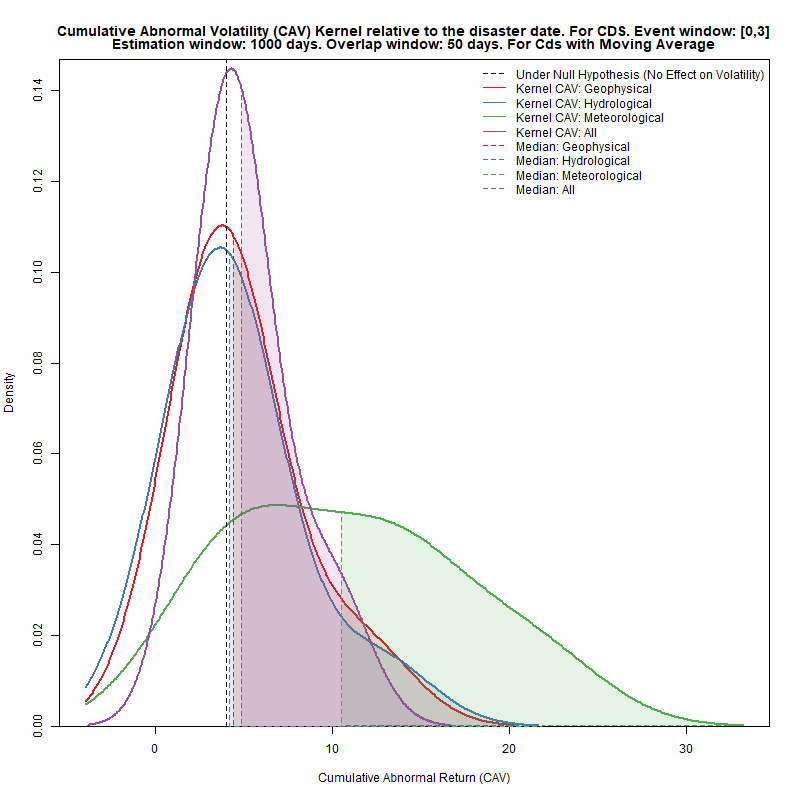 Cumulative Abnormal Volatility (CAV) Kernel relative to the disaster date. For CDS. Event window: [0,3]
Estimation window: 1000 days. Overlap window: 50 days. For Cds with Moving Average
Under Null Hypothesis (No Effect on Volatility)
Kernel CAV: Geophysical
Kernel CAV: Hydrological
Kernel CAV: Meteorological
Kernel CAV: All
Median: Geophysical
Median: Hydrological
Median: Meteorological
Median: All
Density
0.14
0.12
0.10
0.08
0.06
0.04
0.02
0.00
0 10 20 30
Cumulative Abnormal Return (CAV)